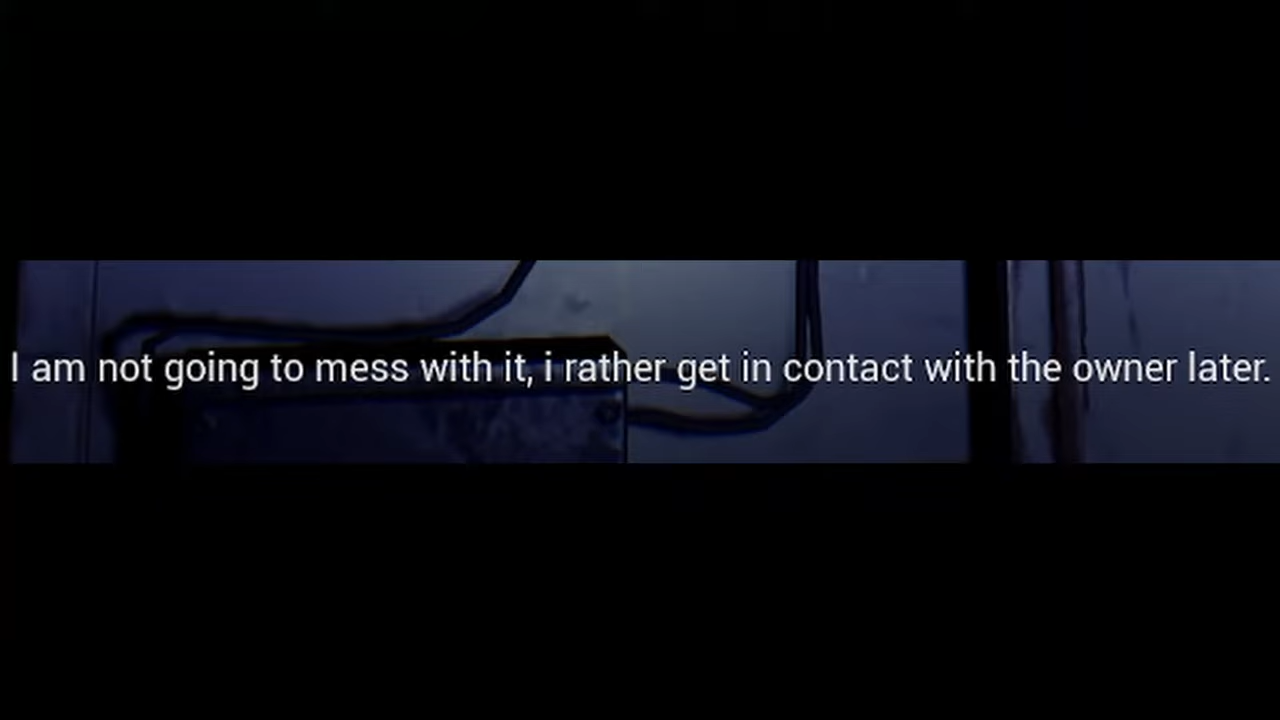 I am not going to mess with it, i rather get in contact with the owner later.